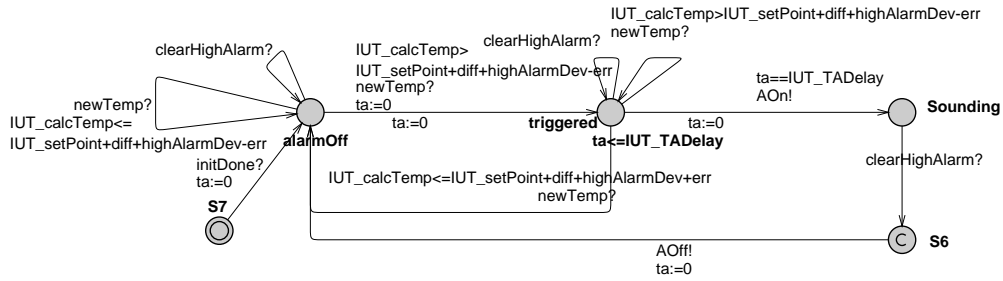 IUT_calcTemp>IUT_setPoint+diff+highAlarmDev-err
newTemp?
clearHighAlarm?
clearHighAlarm?
IUT_calcTemp>
IUT_setPoint+diff+highAlarmDev-err
newTemp?
ta:=0
ta:=0
ta==IUT_TADelay
AOn!
ta:=0
newTemp?
IUT_calcTemp<=
IUT_setPoint+diff+highAlarmDev-err
alarmOff
triggered
ta<=IUT_TADelay
Sounding
initDone?
ta:=0
clearHighAlarm?
IUT_calcTemp<=IUT_setPoint+diff+highAlarmDev+err
newTemp?
S7
C
S6
AOff!
ta:=0